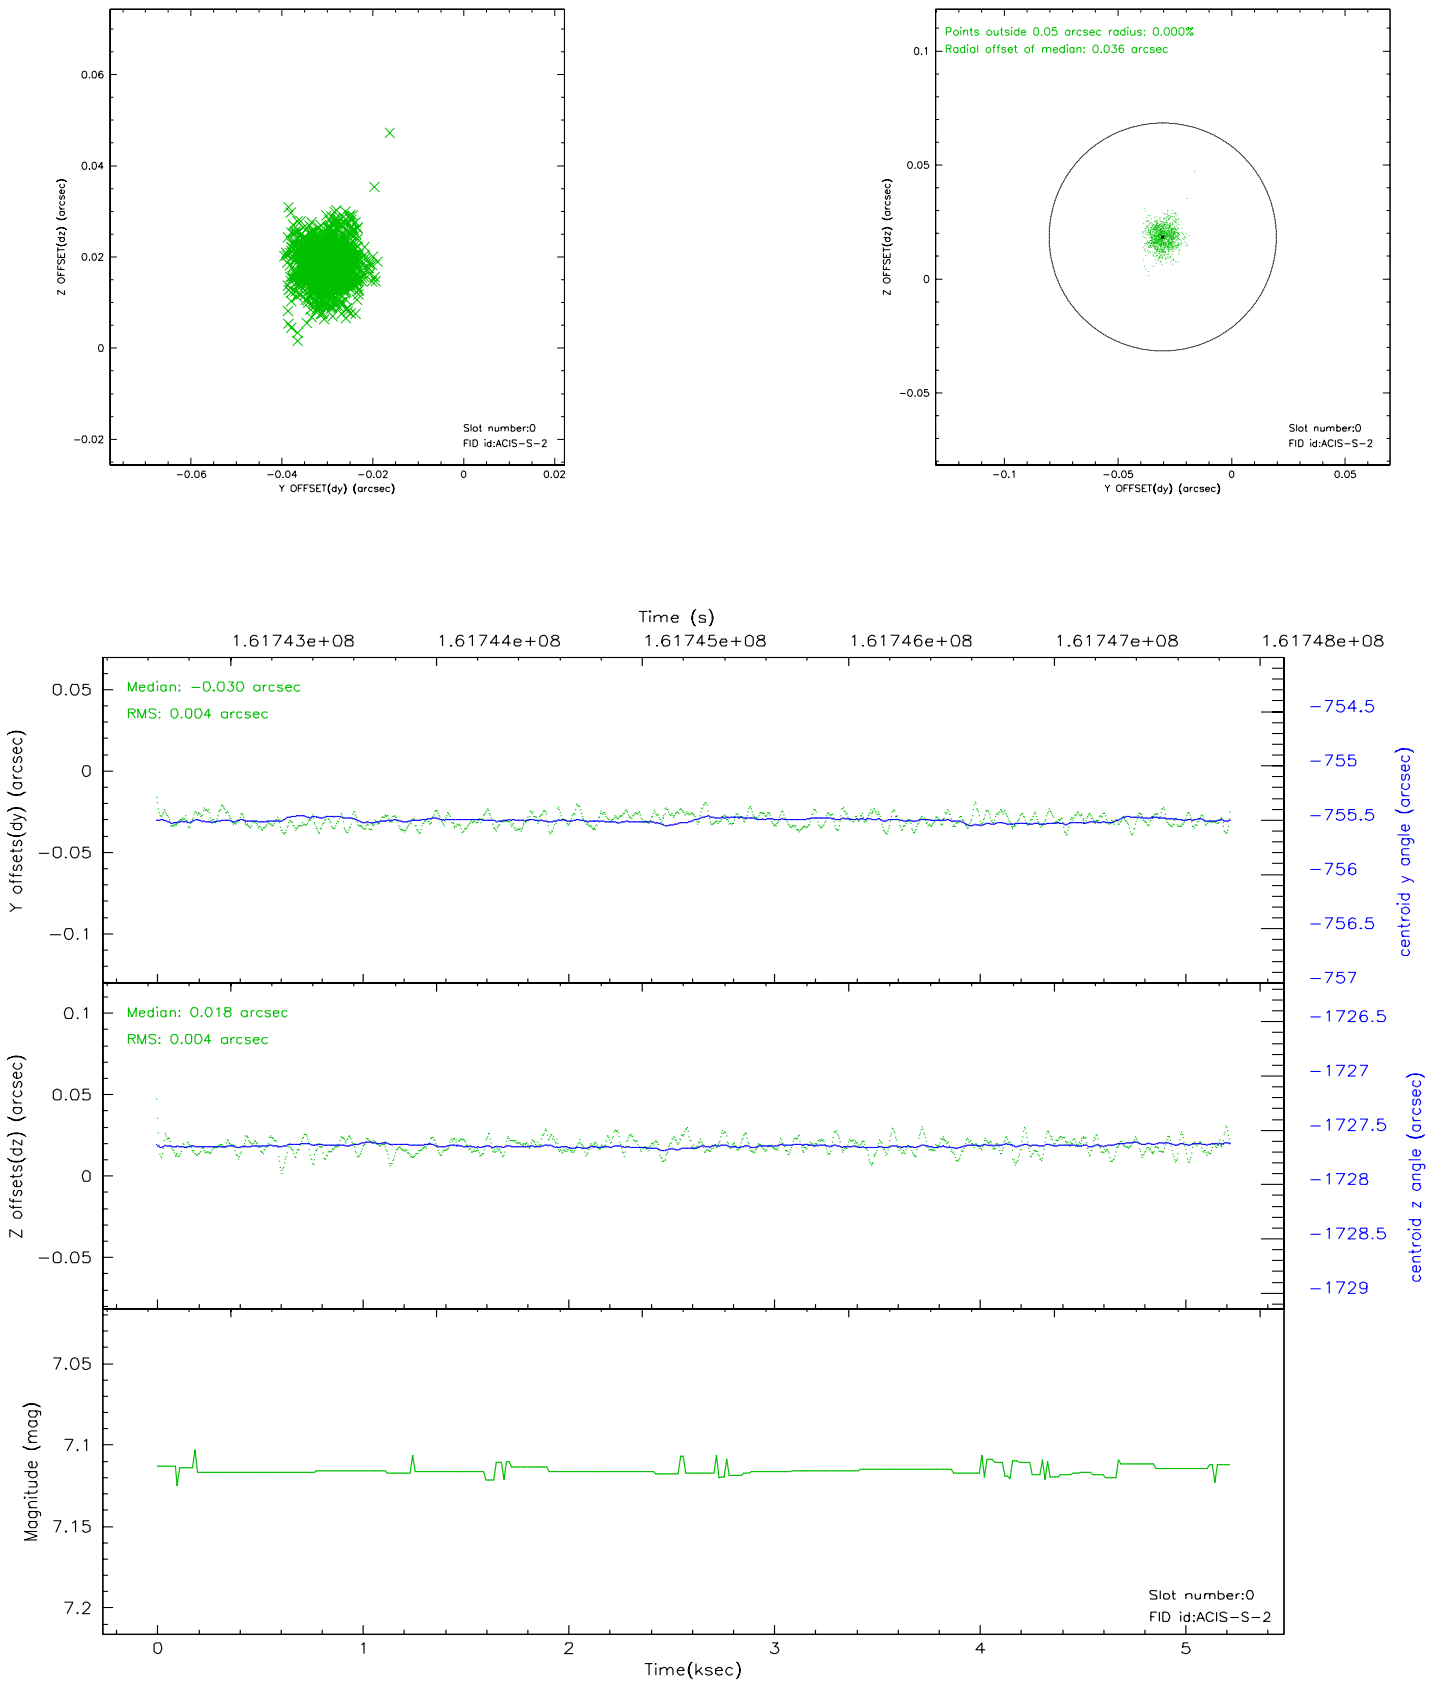 0.06
0.04
0.02
0
−0.02
Z OFFSET(dz) (arcsec)
Slot number:0
FID id:ACIS−S−2
−0.06
−0.04
−0.02
0
0.02
Y OFFSET(dy) (arcsec)
Points outside 0.05 arcsec radius: 0.000%
Radial offset of median: 0.036 arcsec
0.1
0.05
0
−0.05
Z OFFSET(dz) (arcsec)
Slot number:0
FID id:ACIS−S−2
−0.1
−0.05
0
0.05
Y OFFSET(dy) (arcsec)
Time (s)
1.61743e+08
1.61744e+08
1.61745e+08
1.61746e+08
1.61747e+08
1.61748e+08
Median: −0.030 arcsec
RMS: 0.004 arcsec
0.05
0
−0.05
−0.1
Y offsets(dy) (arcsec)
−754.5
−755
−755.5
−756
−756.5
−757
centroid y angle (arcsec)
Median: 0.018 arcsec
RMS: 0.004 arcsec
0.1
0.05
0
−0.05
Z offsets(dz) (arcsec)
−1726.5
−1727
−1727.5
−1728
−1728.5
−1729
centroid z angle (arcsec)
7.05
7.1
7.15
7.2
Magnitude (mag)
Slot number:0
FID id:ACIS−S−2
0
1
2
3
4
5
Time(ksec)